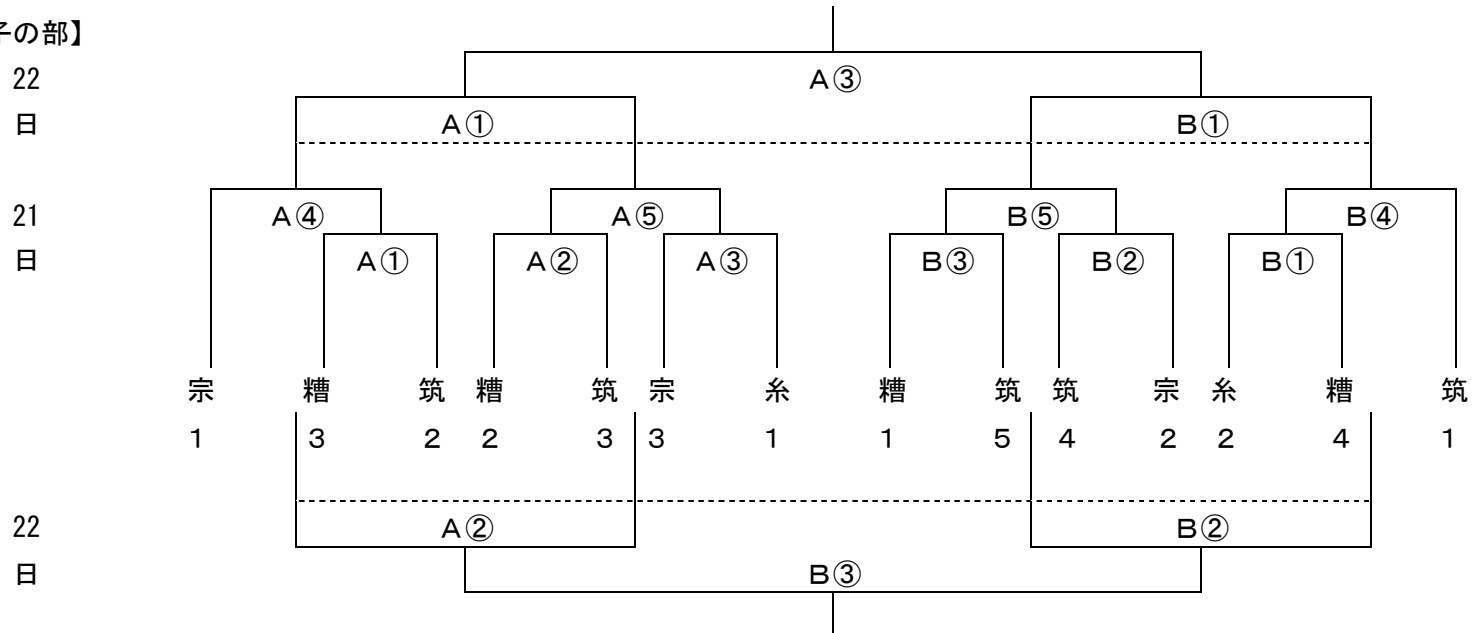 子の部】
22
日
A③
A①
B①
21
日
A④
A⑤
B⑤
B④
A①
A②
A③
B③
B②
B①
宗 糟 筑 糟 筑 宗 糸 糟 筑 筑 宗 糸 糟 筑
1 3 2 2 3 3 1 1 5 4 2 2 4 1
22
日
A②
B②
B③